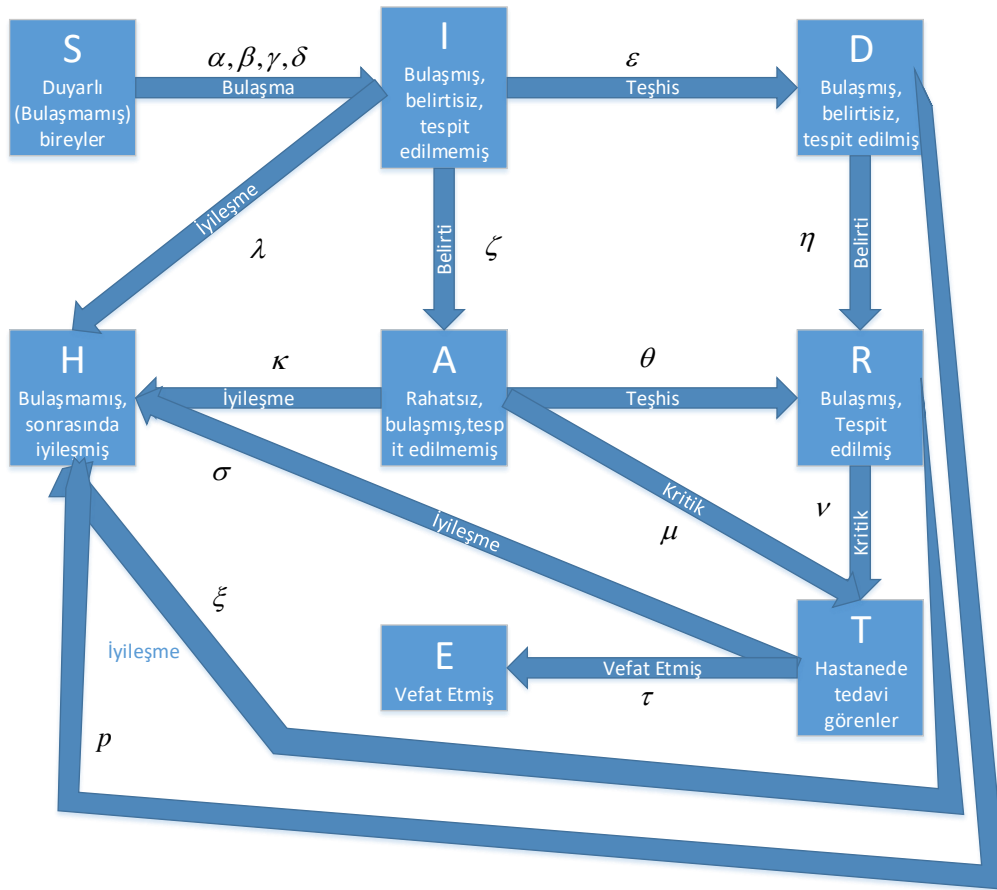 S
Duyarlı
(Bulaşmamış)
bireyler
α, β, γ, δ
Bulaşma
I
Bulaşmış,
belirtisiz,
tespit
edilmemiş
ε
Teşhis
D
Bulaşmış,
belirtisiz,
tespit edilmiş
İyileşme
λ
Belirti
ζ
η
Belirti
H
Bulaşmamış,
sonrasında
iyileşmiş
κ
İyileşme
A
Rahatsız,
bulaşmış,tesp
it edilmemiş
θ
Teşhis
R
Bulaşmış,
Tespit
edilmiş
σ
İyileşme
Kritik
μ
ν
Kritik
ξ
İyileşme
p
E
Vefat Etmiş
Vefat Etmiş
τ
T
Hastanede
tedavi
görenler